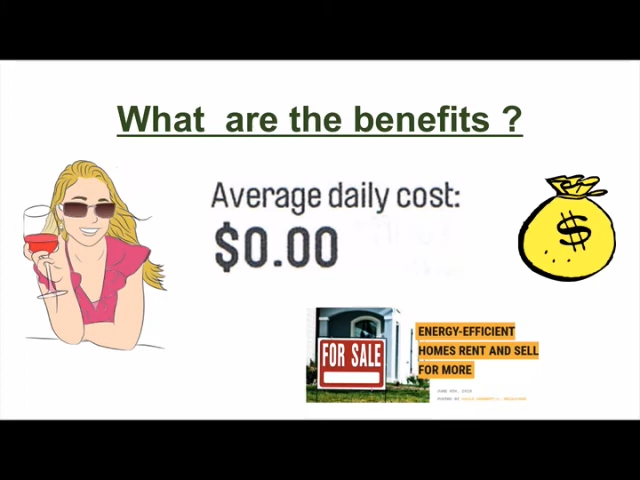 What are the benefits ?
Average daily cost:
$0.00
$
FOR SALE
ENERGY-EFFICIENT
HOMES RENT AND SELL
FOR MORE